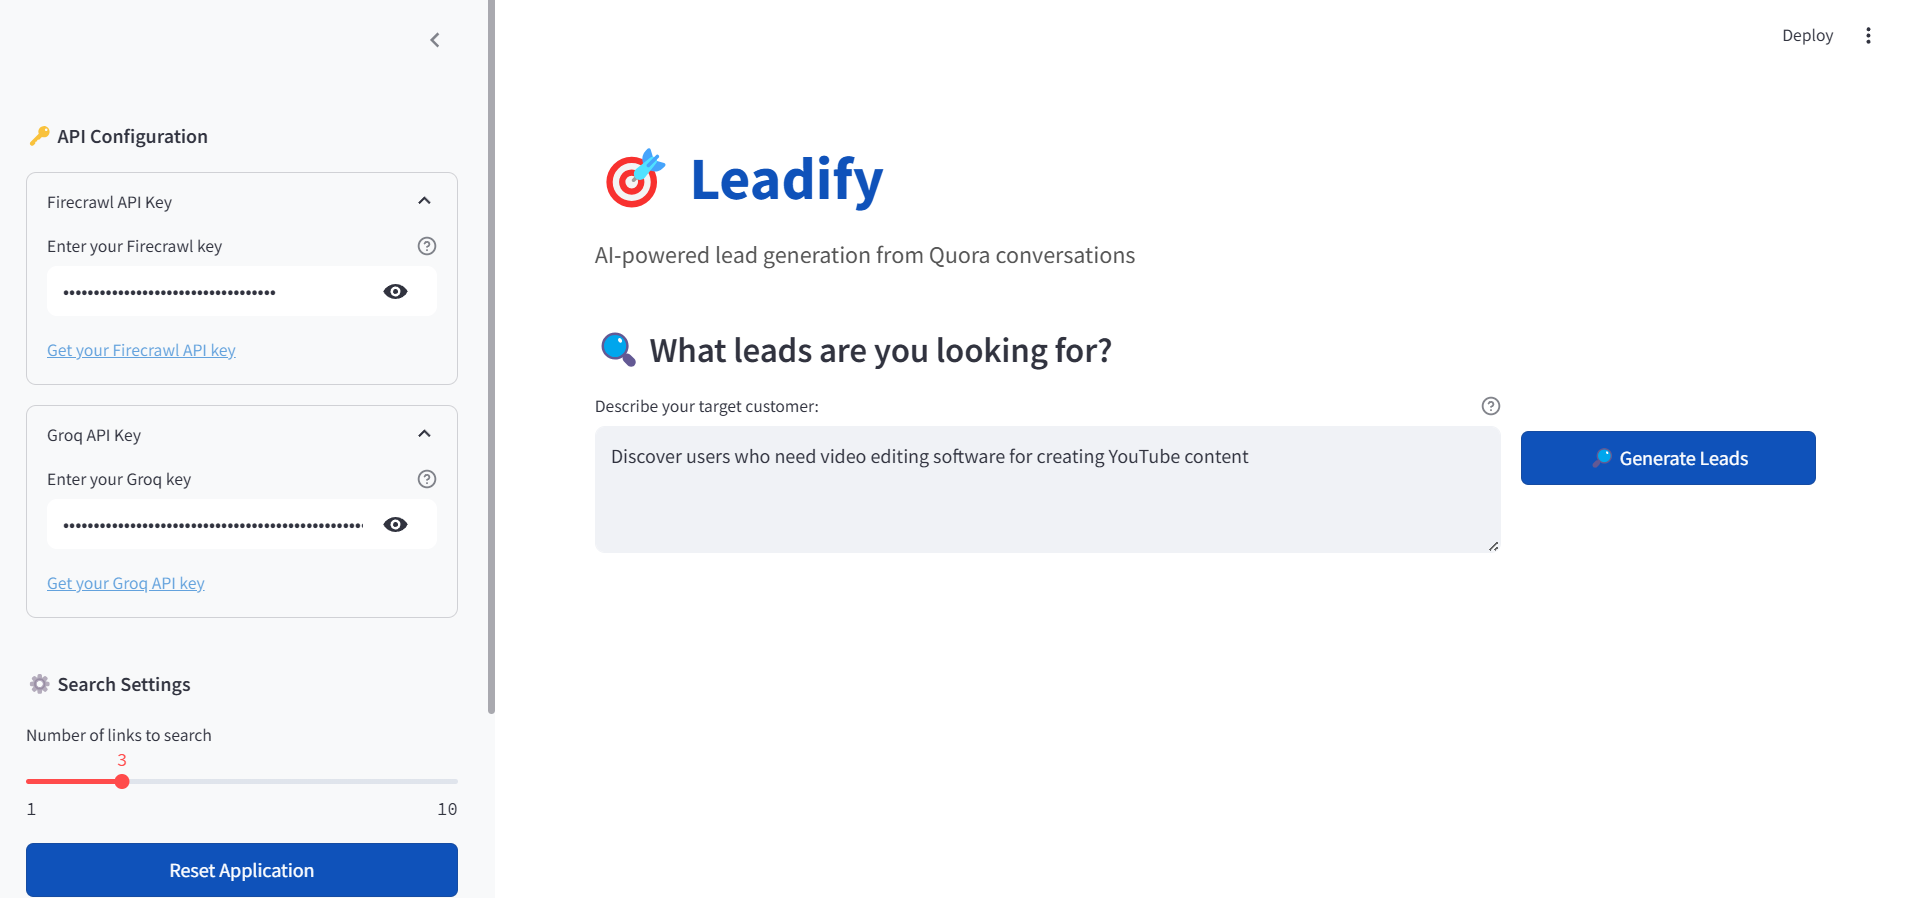 API Configuration
Firecrawl API Key
Enter your Firecrawl key
••••••••••••••••••••••••••••••••••
Get your Firecrawl API key
Groq API Key
Enter your Groq key
••••••••••••••••••••••••••••••••••••••••••••••••
Get your Groq API key
Search Settings
Number of links to search
3
1
10
Reset Application
Deploy
Leadify
AI-powered lead generation from Quora conversations
What leads are you looking for?
Describe your target customer:
Discover users who need video editing software for creating YouTube content
Generate Leads